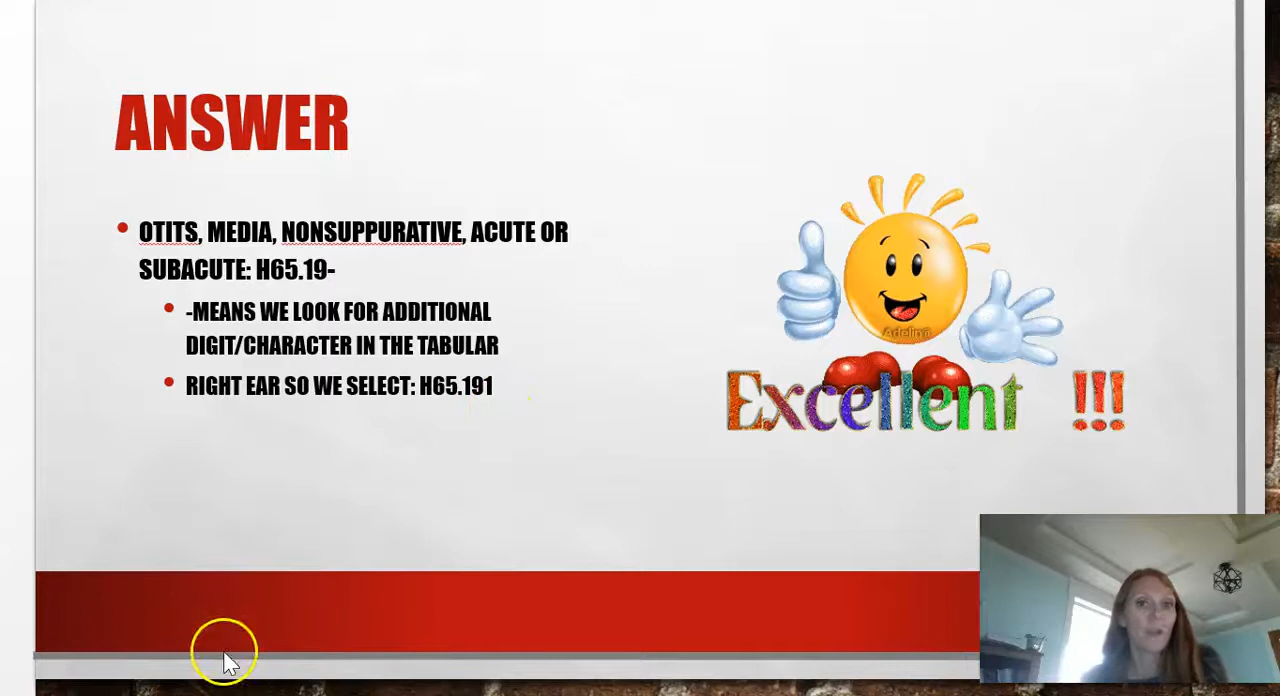 ANSWER
• OTITS, MEDIA, NONSUPPURATIVE, ACUTE OR
SUBACUTE: H65.19-
• -MEANS WE LOOK FOR ADDITIONAL
DIGIT/CHARACTER IN THE TABULAR
• RIGHT EAR SO WE SELECT: H65.191
Adelina
Excellent !!!